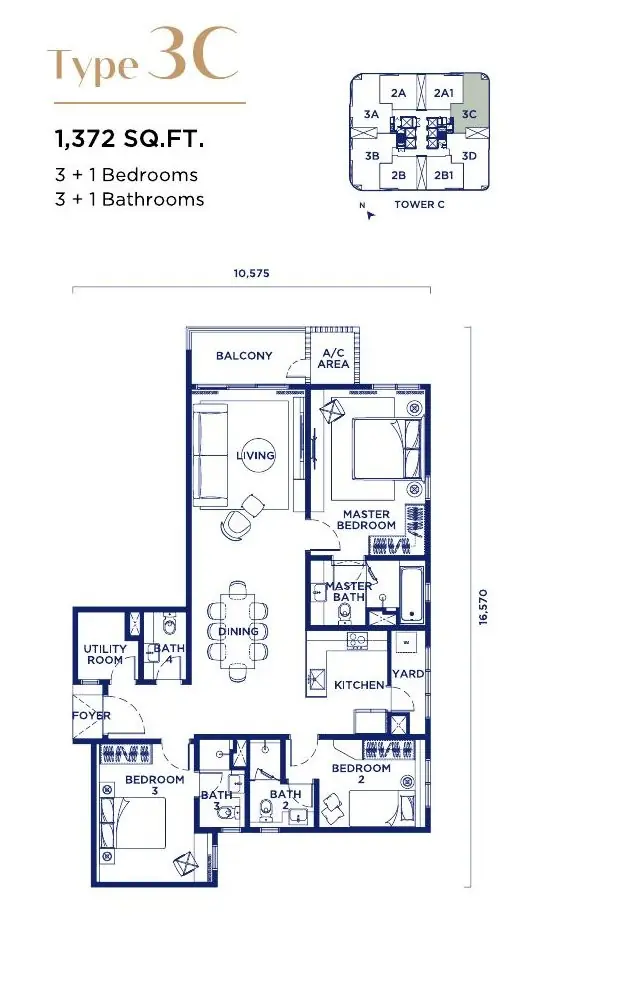 Type 3C
1,372 SQ.FT.
3 + 1 Bedrooms
3 + 1 Bathrooms
2A
2A1
3A
3C
3B
3D
2B
2B1
N
TOWER C
10,575
BALCONY
A/C
AREA
LIVING
MASTER
BEDROOM
MASTER
BATH
16,570
DINING
UTILITY
ROOM
BATH
4
KITCHEN
YARD
FOYER
BEDROOM
3
BEDROOM
2
BATH
3
BATH
2